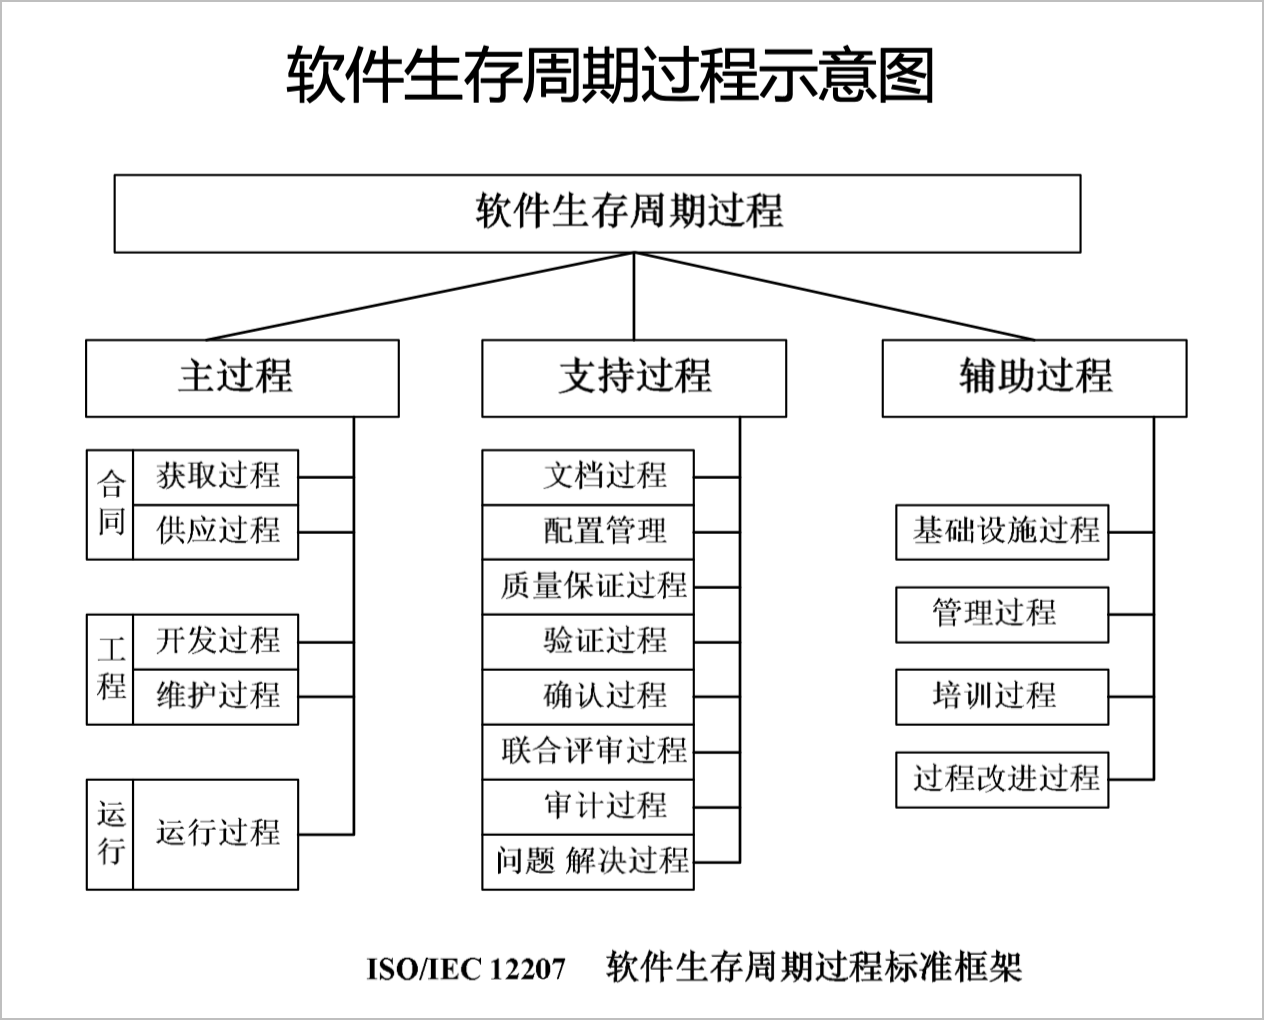 软件生存周期过程示意图
软件生存周期过程
主过程
支持过程
辅助过程
合同
获取过程
供应过程
工程
开发过程
维护过程
运行
运行过程
文档过程
配置管理
质量保证过程
验证过程
确认过程
联合评审过程
审计过程
问题 解决过程
基础设施过程
管理过程
培训过程
过程改进过程
ISO/IEC 12207 软件生存周期过程标准框架